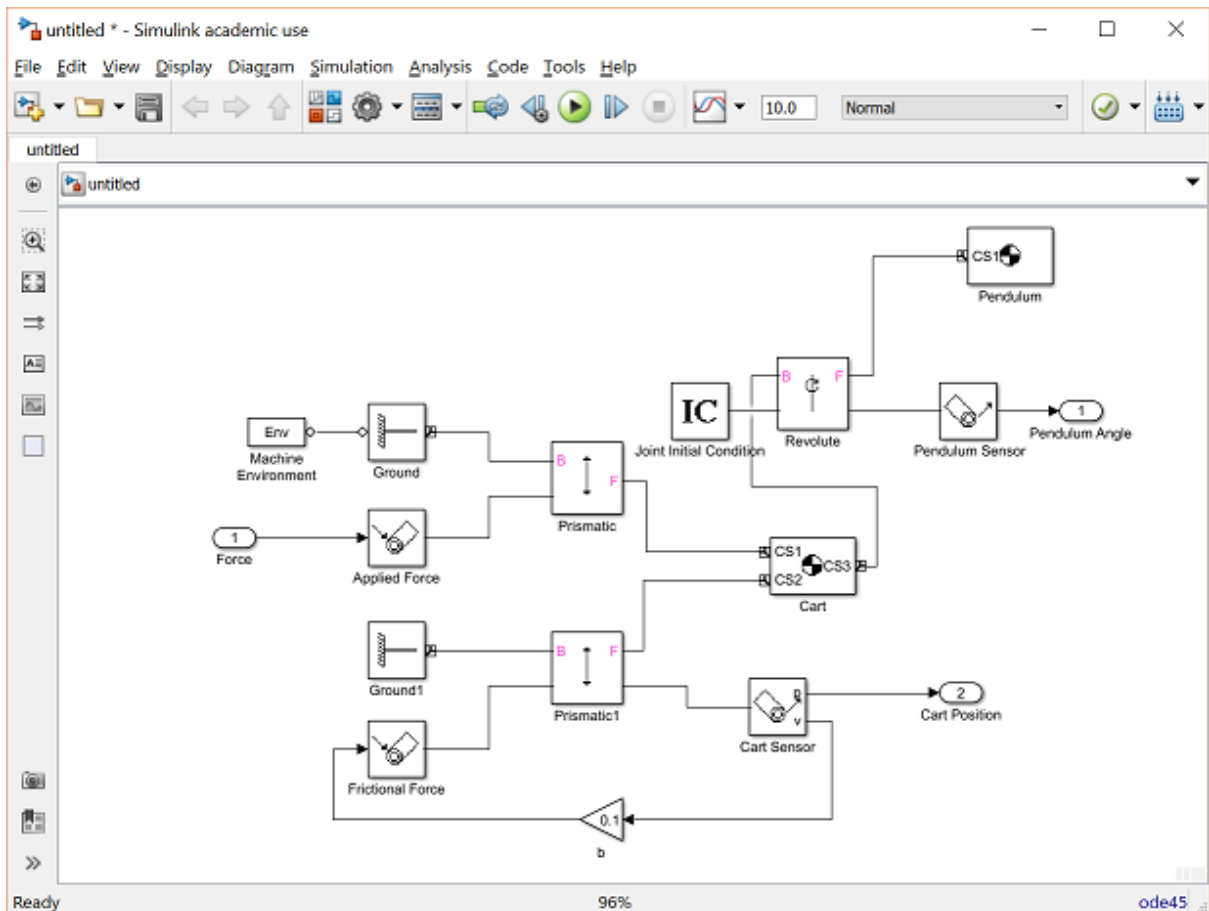 untitled * - Simulink academic use
File Edit View Display Diagram Simulation Analysis Code Tools Help
10.0 Normal
untitled
untitled
CS1
Pendulum
B F
IC
Revolute
Joint Initial Condition
Pendulum Sensor
1
Pendulum Angle
Env
Machine
Environment
Ground
B
F
Prismatic
1
Force
Applied Force
CS1
CS2
CS3
Cart
Ground1
B F
Prismatic1
p
v
Cart Sensor
2
Cart Position
Frictional Force
0.1
b
Ready 96% ode45